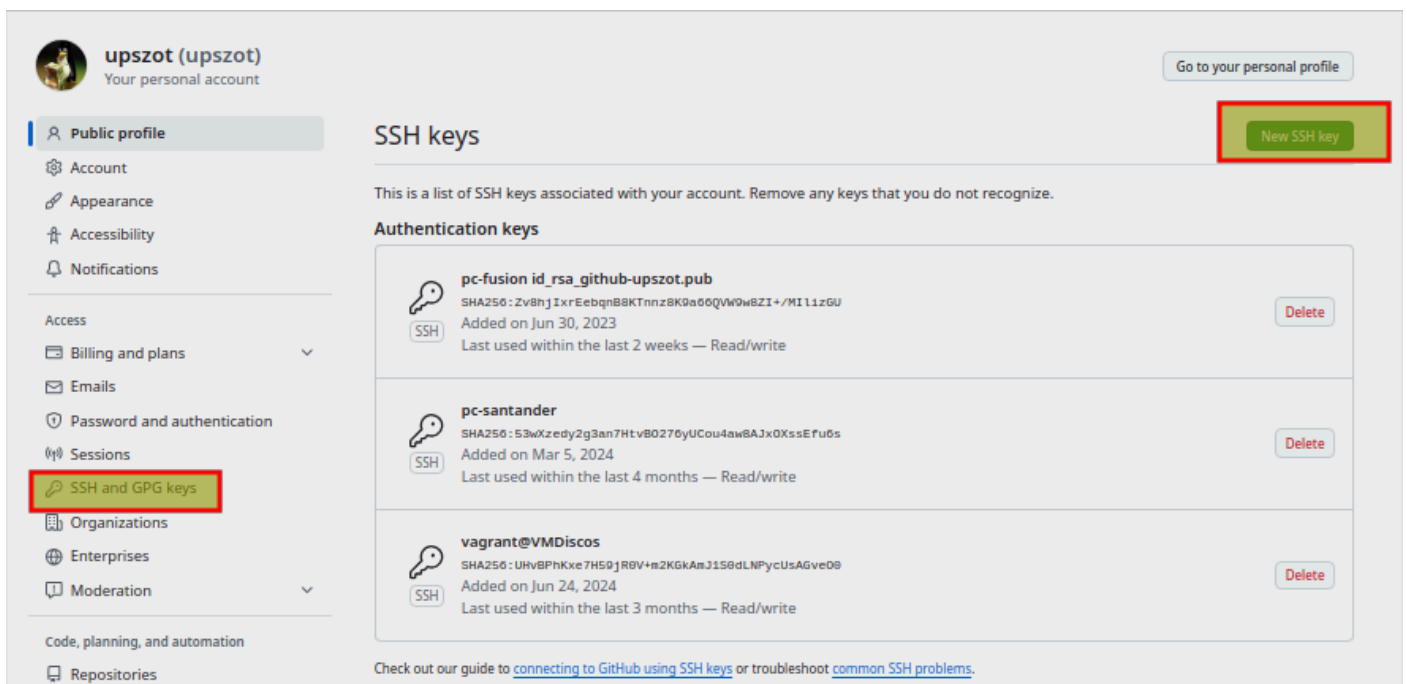 upszot (upszot)
Your personal account
Go to your personal profile
Public profile
Account
Appearance
Accessibility
Notifications
Access
Billing and plans
Emails
Password and authentication
Sessions
SSH and GPG keys
Organizations
Enterprises
Moderation
Code, planning, and automation
Repositories
SSH keys
New SSH key
This is a list of SSH keys associated with your account. Remove any keys that you do not recognize.
Authentication keys
pc-fusion id_rsa_github-upszot.pub
SHA256:Zv8hjIxrEebqnB8KTnnz8K9a66QVW9w8ZI+/MIlizGU
SSH
Added on Jun 30, 2023
Last used within the last 2 weeks — Read/write
Delete
pc-santander
SHA256:53wXzedy2g3an7HtvBO276yUCou4aw8AJxOXssEfu6s
SSH
Added on Mar 5, 2024
Last used within the last 4 months — Read/write
Delete
vagrant@VMDiscos
SHA256:UHvBPhKxe7H59jR0V+m2KGkAmJ1S0dLNPycUsAGveO0
SSH
Added on Jun 24, 2024
Last used within the last 3 months — Read/write
Delete
Check out our guide to connecting to GitHub using SSH keys or troubleshoot common SSH problems.